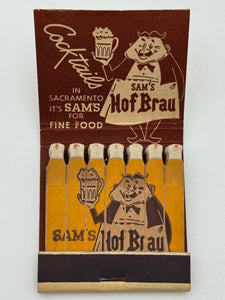 Cocktails
IN
SACRAMENTO
IT'S SAM'S
FOR
FINE FOOD
SAM'S
Hof Brau
SAM'S Hof Brau